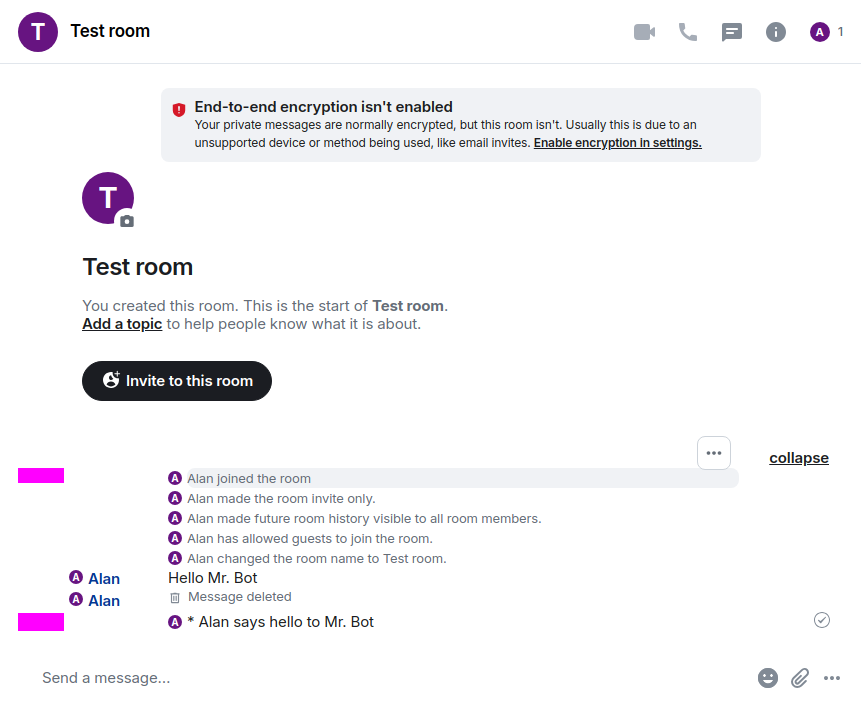 T Test room A 1
End-to-end encryption isn't enabled
Your private messages are normally encrypted, but this room isn't. Usually this is due to an
unsupported device or method being used, like email invites. Enable encryption in settings.
T
Test room
You created this room. This is the start of Test room.
Add a topic to help people know what it is about.
Invite to this room
collapse
A Alan joined the room
A Alan made the room invite only.
A Alan made future room history visible to all room members.
A Alan has allowed guests to join the room.
A Alan changed the room name to Test room.
A Alan Hello Mr. Bot
A Alan Message deleted
A * Alan says hello to Mr. Bot
Send a message...